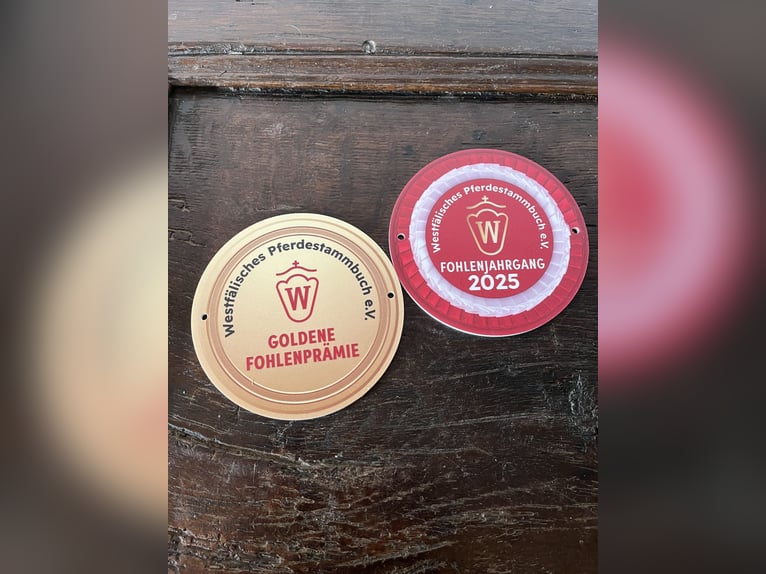 Westfälisches Pferdestammbuch e.V.
W
GOLDENE
FOHLENPRÄMIE
Westfälisches Pferdestammbuch e.V.
W
FOHLENJAHRGANG
2025